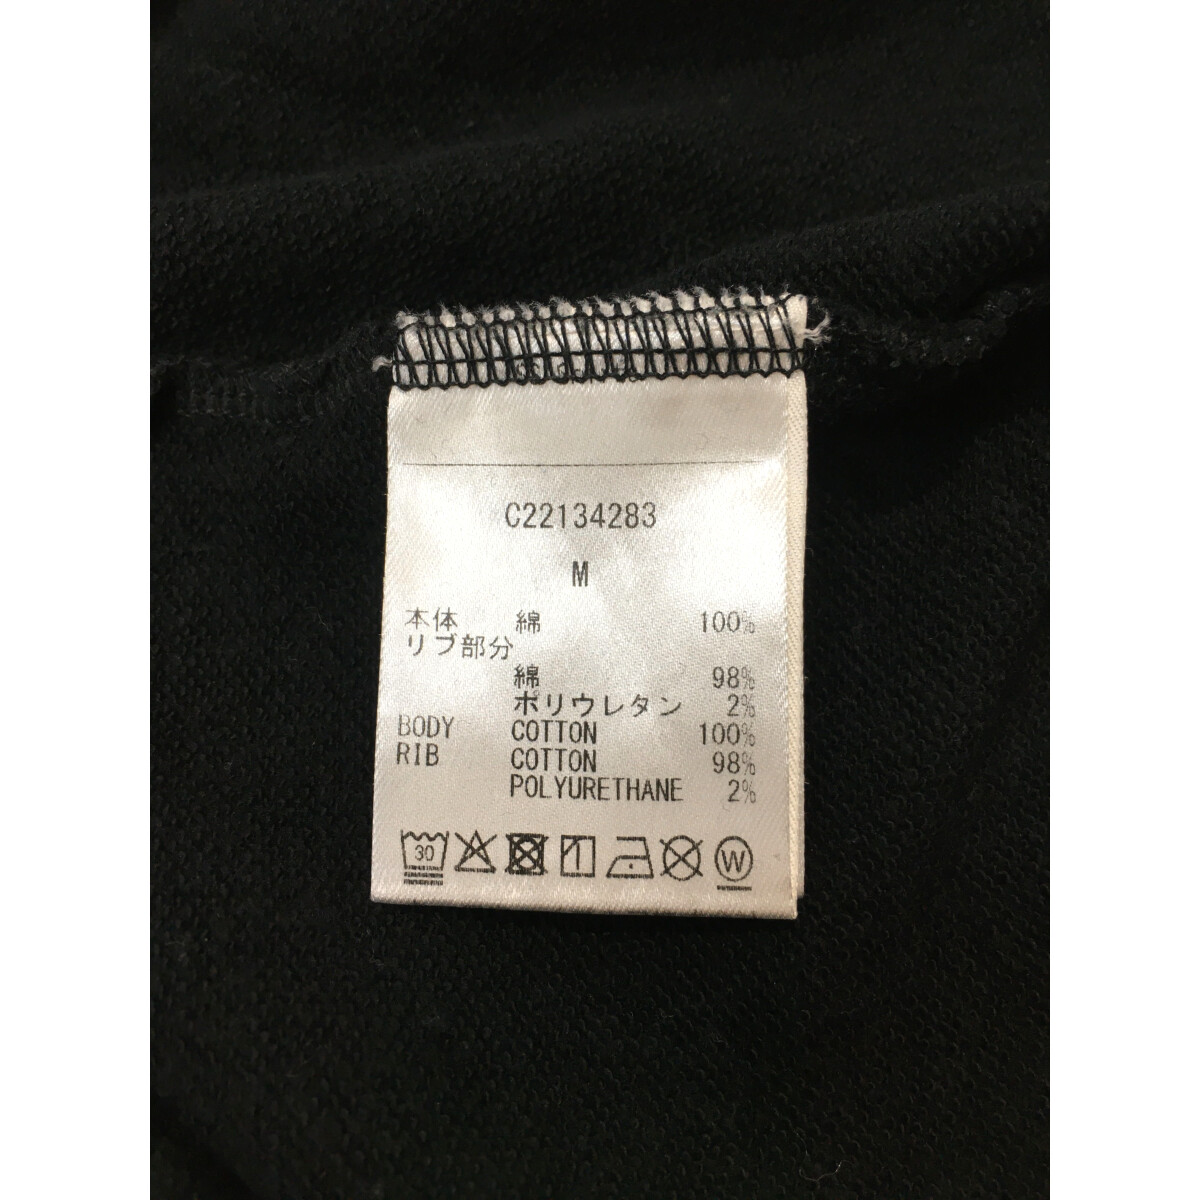 C22134283
M
本体 綿 100%
リブ部分
綿 98%
ポリウレタン 2%
BODY COTTON 100%
RIB COTTON 98%
POLYURETHANE 2%
30 W